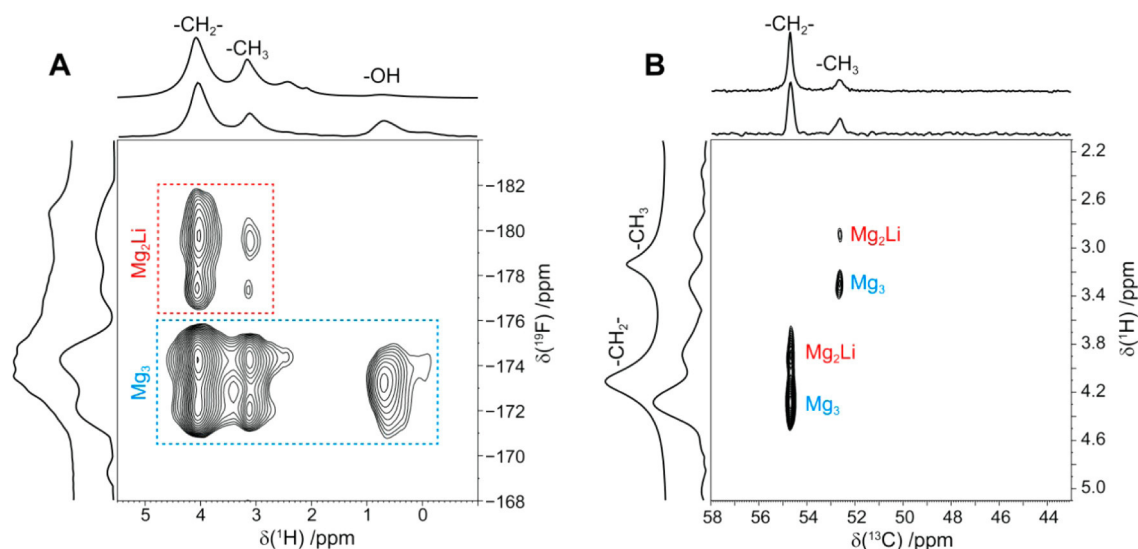 A
-CH2-
-CH3
-OH
Mg2Li
Mg3
−182
−180
−178
−176
−174
−172
−170
−168
δ(19F) /ppm
5 4 3 2 1 0
δ(1H) /ppm
B
-CH2-
-CH3
-CH3
-CH2-
Mg2Li
Mg3
Mg2Li
Mg3
2.2
2.6
3.0
3.4
3.8
4.2
4.6
5.0
δ(1H) /ppm
58 56 54 52 50 48 46 44
δ(13C) /ppm